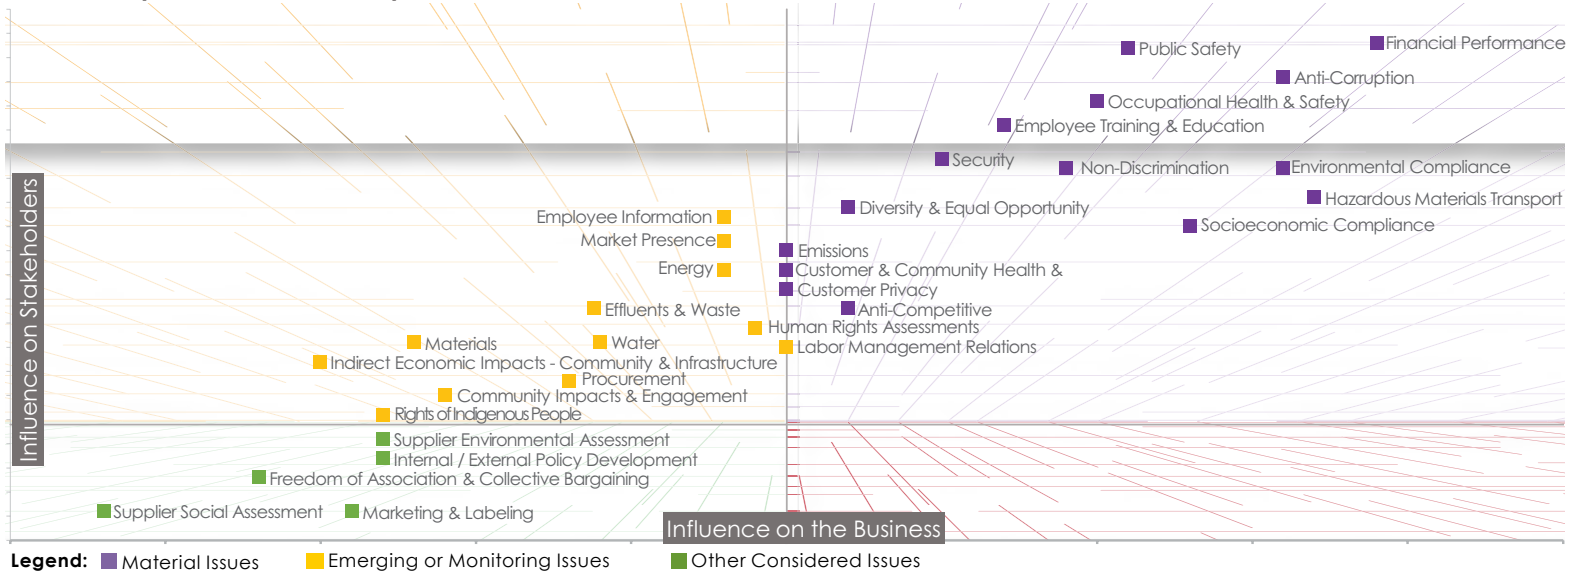 Public Safety
Financial Performance
Anti-Corruption
Occupational Health & Safety
Employee Training & Education
Security
Non-Discrimination
Environmental Compliance
Hazardous Materials Transport
Diversity & Equal Opportunity
Socioeconomic Compliance
Employee Information
Market Presence
Emissions
Energy
Customer & Community Health &
Customer Privacy
Effluents & Waste
Anti-Competitive
Human Rights Assessments
Materials
Water
Labor Management Relations
Indirect Economic Impacts - Community & Infrastructure
Procurement
Community Impacts & Engagement
Rights of Indigenous People
Supplier Environmental Assessment
Internal / External Policy Development
Freedom of Association & Collective Bargaining
Supplier Social Assessment
Marketing & Labeling
Influence on Stakeholders
Influence on the Business
Legend: Material Issues Emerging or Monitoring Issues Other Considered Issues